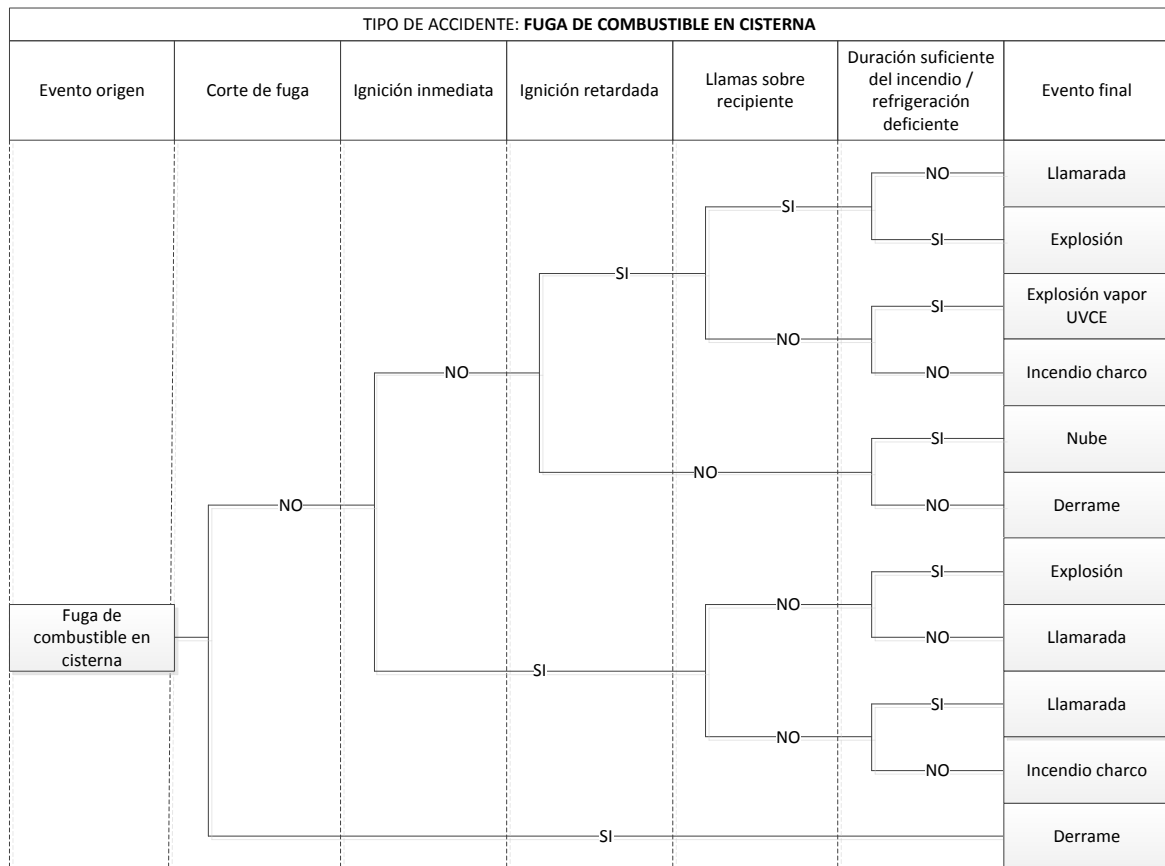 TIPO DE ACCIDENTE: FUGA DE COMBUSTIBLE EN CISTERNA
Evento origen
Corte de fuga
Ignición inmediata
Ignición retardada
Llamas sobre
recipiente
Duración suficiente
del incendio /
refrigeración
deficiente
Evento final
NO
Llamarada
SI
SI
Explosión
SI
SI
Explosión vapor
UVCE
NO
NO
NO
Incendio charco
SI
Nube
NO
NO
Derrame
NO
SI
Explosión
NO
Fuga de
combustible en
cisterna
NO
Llamarada
SI
SI
Llamarada
NO
NO
Incendio charco
SI
Derrame